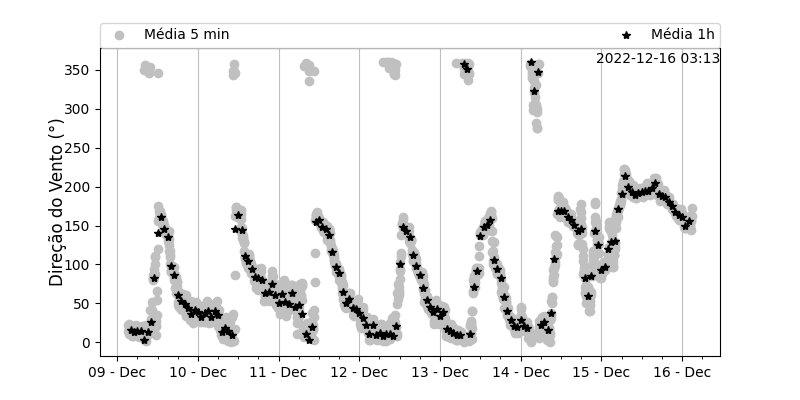 Média 5 min
Média 1h
2022-12-16 03:13
Direção do Vento (°)
350
300
250
200
150
100
50
0
09 - Dec
10 - Dec
11 - Dec
12 - Dec
13 - Dec
14 - Dec
15 - Dec
16 - Dec